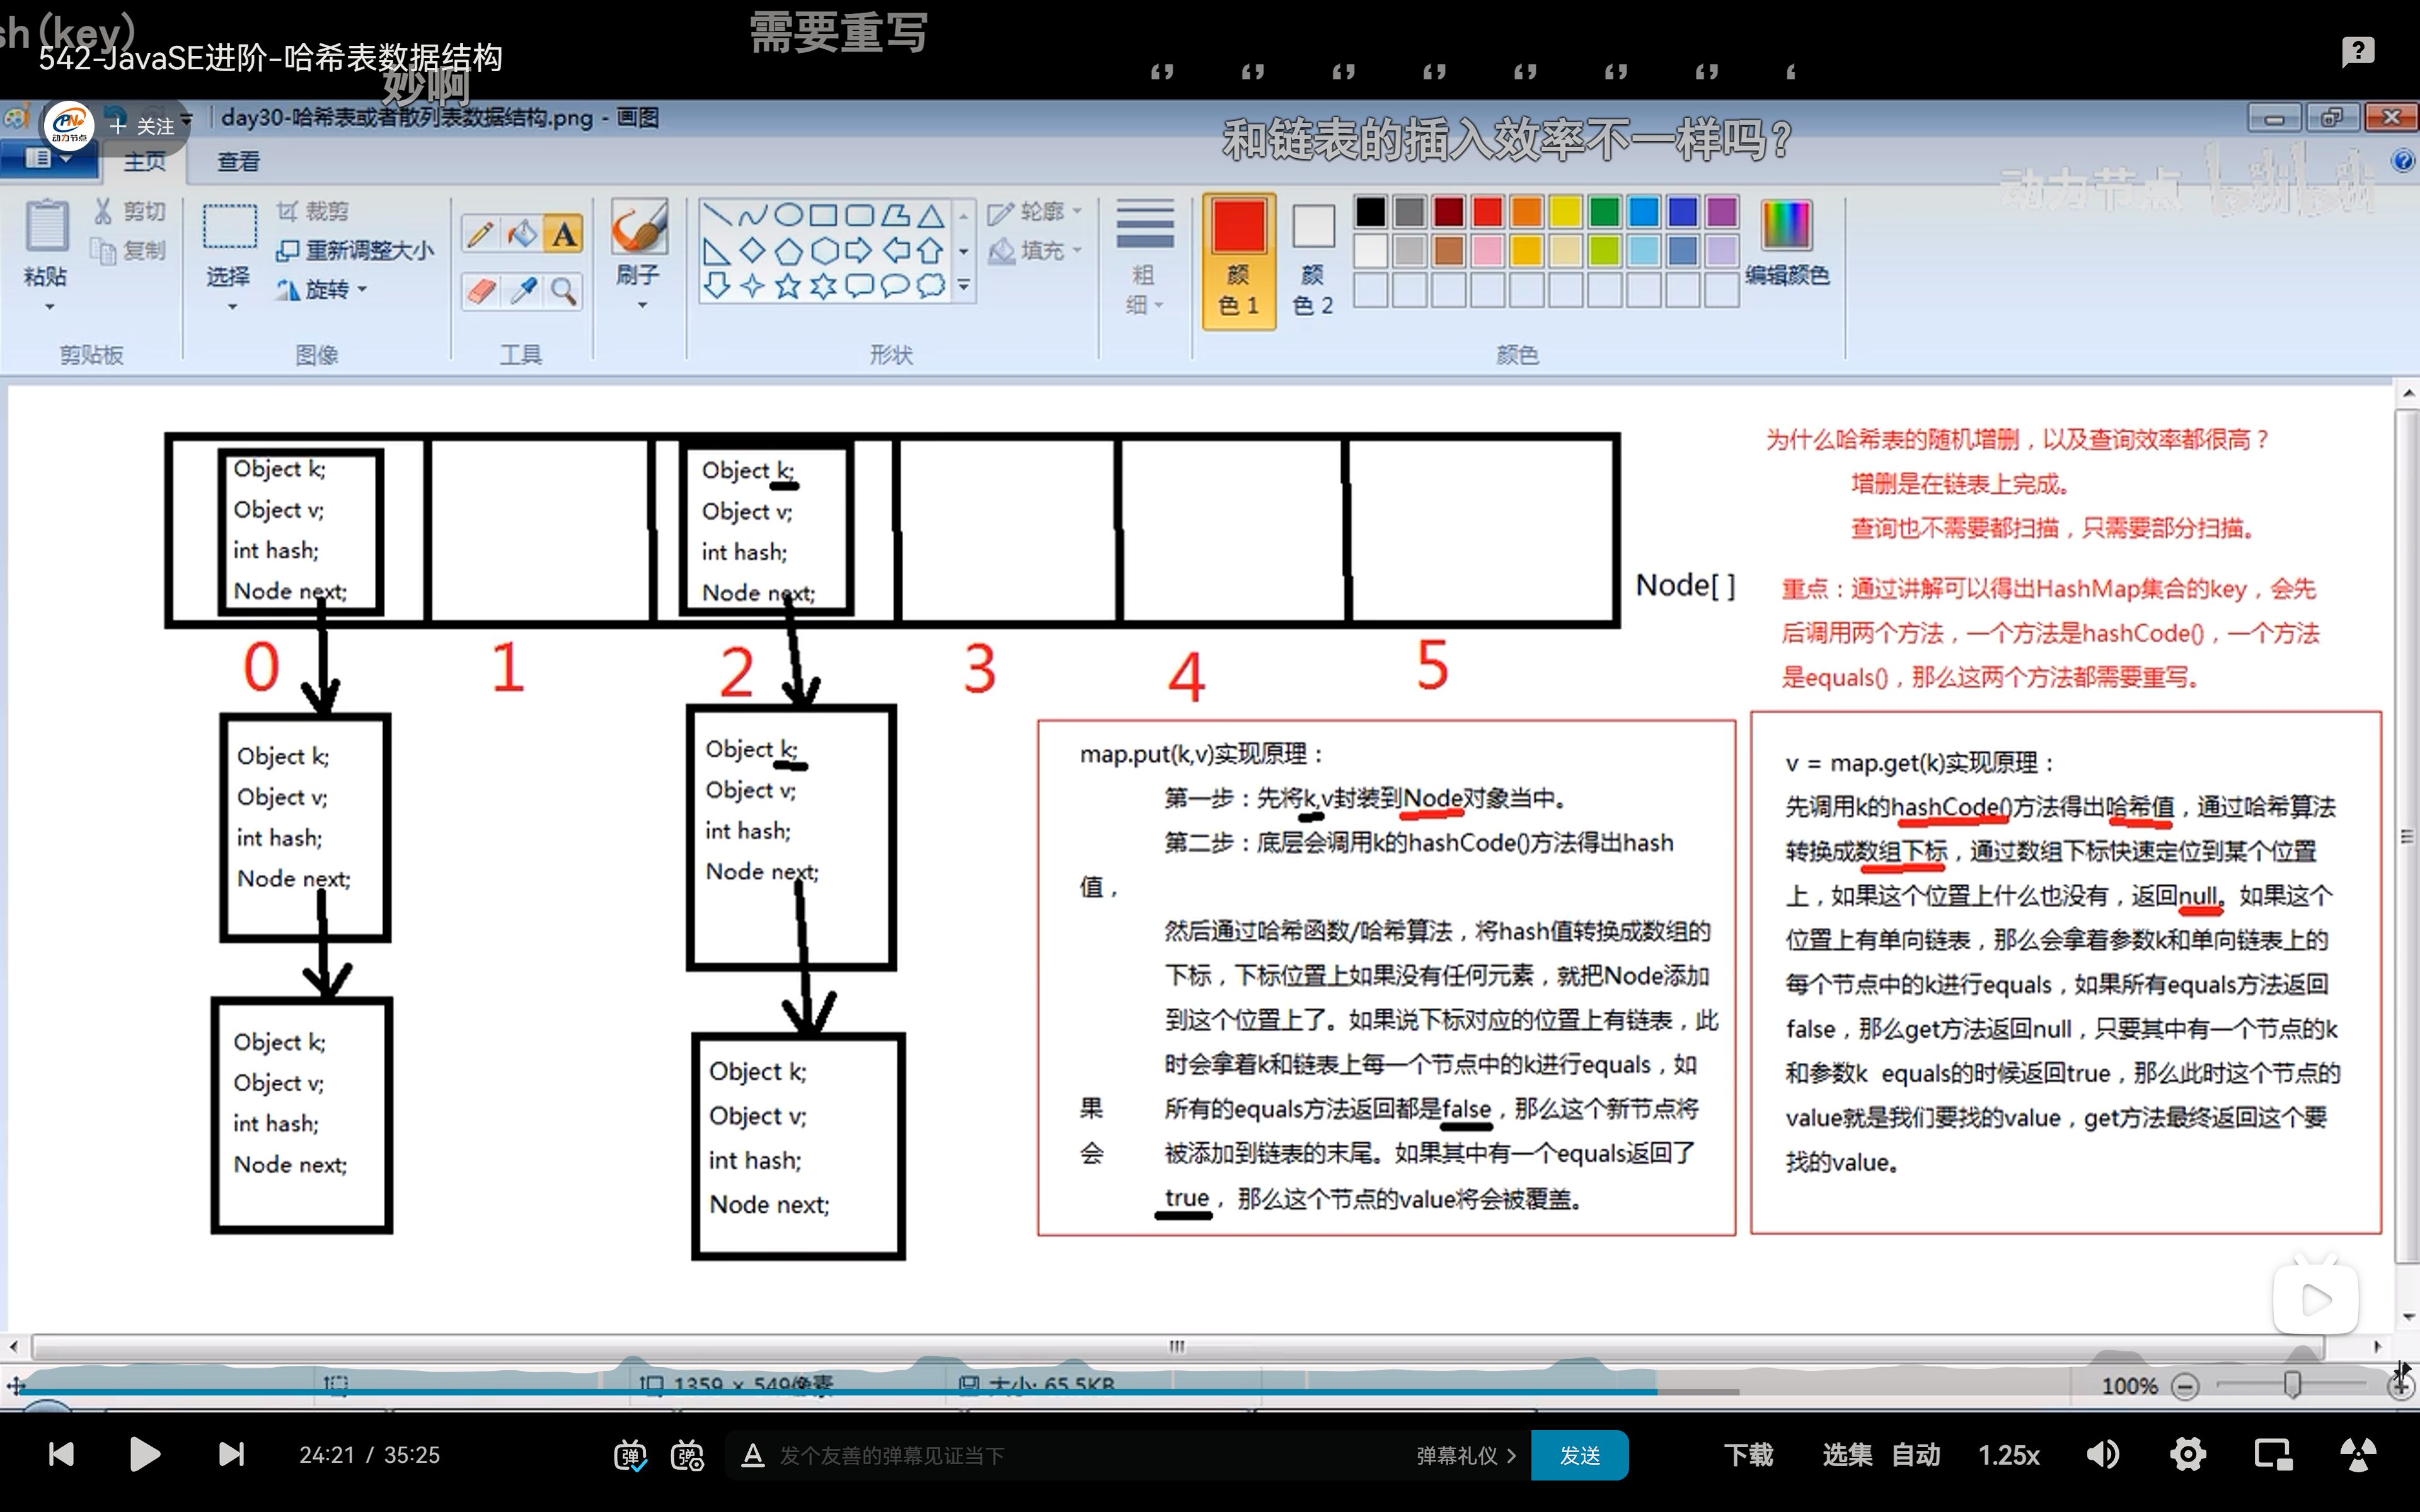 sh(key)
需要重写
542-JavaSE进阶-哈希表数据结构
妙啊
day30-哈希表或者散列表数据结构.png - 画图
动力节点
+ 关注
和链表的插入效率不一样吗？
主页
查看
动力节点 bilibili
粘贴
剪切
复制
剪贴板
选择
裁剪
重新调整大小
旋转
图像
A
工具
刷子
轮廓
填充
形状
粗细
颜色 1
颜色 2
编辑颜色
颜色
Object k;
Object v;
int hash;
Node next;
Object k;
Object v;
int hash;
Node next;
Node[ ]
0
1
2
3
4
5
Object k;
Object v;
int hash;
Node next;
Object k;
Object v;
int hash;
Node next;
Object k;
Object v;
int hash;
Node next;
Object k;
Object v;
int hash;
Node next;
为什么哈希表的随机增删，以及查询效率都很高？
增删是在链表上完成。
查询也不需要都扫描，只需要部分扫描。
重点：通过讲解可以得出HashMap集合的key，会先
后调用两个方法，一个方法是hashCode()，一个方法
是equals()，那么这两个方法都需要重写。
map.put(k,v)实现原理：
第一步：先将k,v封装到Node对象当中。
第二步：底层会调用k的hashCode()方法得出hash
值，
然后通过哈希函数/哈希算法，将hash值转换成数组的
下标，下标位置上如果没有任何元素，就把Node添加
到这个位置上了。如果说下标对应的位置上有链表，此
时会拿着k和链表上每一个节点中的k进行equals，如
果 所有的equals方法返回都是false，那么这个新节点将
会 被添加到链表的末尾。如果其中有一个equals返回了
true，那么这个节点的value将会被覆盖。
v = map.get(k)实现原理：
先调用k的hashCode()方法得出哈希值，通过哈希算法
转换成数组下标，通过数组下标快速定位到某个位置
上，如果这个位置上什么也没有，返回null。如果这个
位置上有单向链表，那么会拿着参数k和单向链表上的
每个节点中的k进行equals，如果所有equals方法返回
false，那么get方法返回null，只要其中有一个节点的k
和参数k equals的时候返回true，那么此时这个节点的
value就是我们要找的value，get方法最终返回这个要
找的value。
1359 × 549像素
大小: 65.5KB
100%
24:21 / 35:25
弹
弹
A 发个友善的弹幕见证当下
弹幕礼仪 >
发送
下载
选集
自动
1.25x